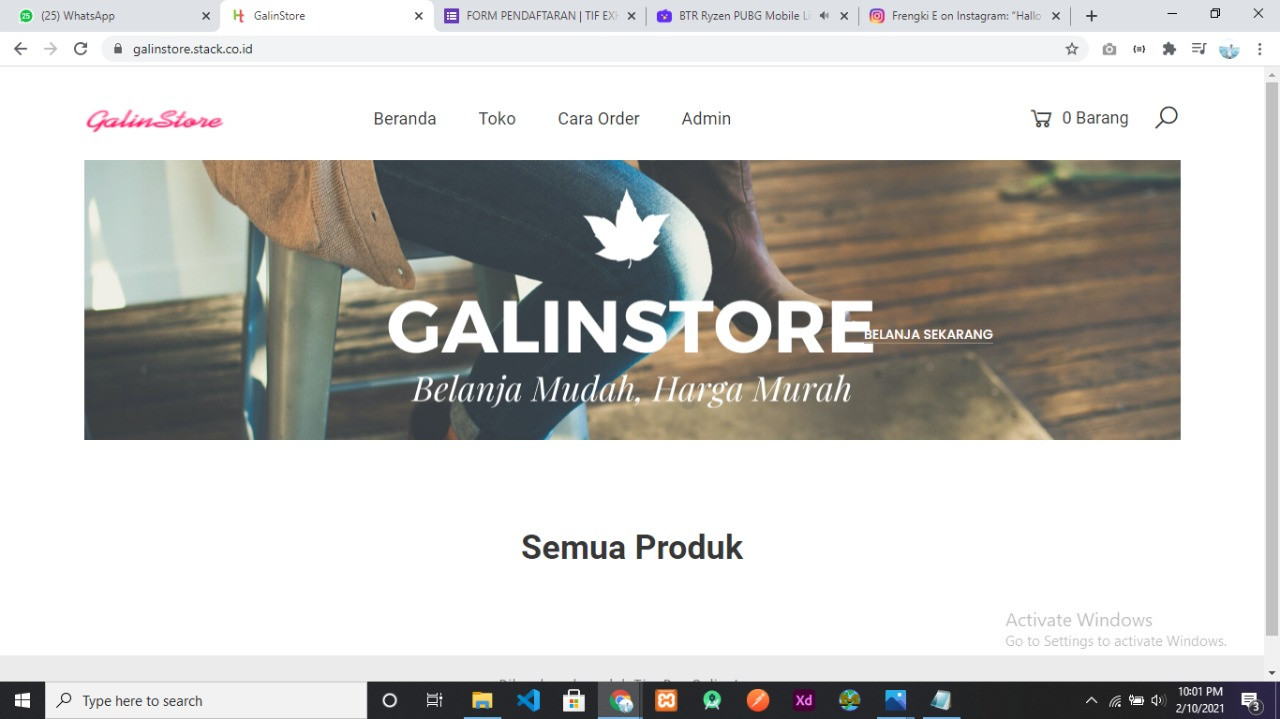 (25) WhatsApp
GalinStore
FORM PENDAFTARAN | TIF EX
BTR Ryzen PUBG Mobile L
Frengki E on Instagram: "Hallo
galinstore.stack.co.id
GalinStore
Beranda
Toko
Cara Order
Admin
0 Barang
GALINSTORE
BELANJA SEKARANG
Belanja Mudah, Harga Murah
Semua Produk
Activate Windows
Go to Settings to activate Windows.
Type here to search
Xd
10:01 PM
2/10/2021
3